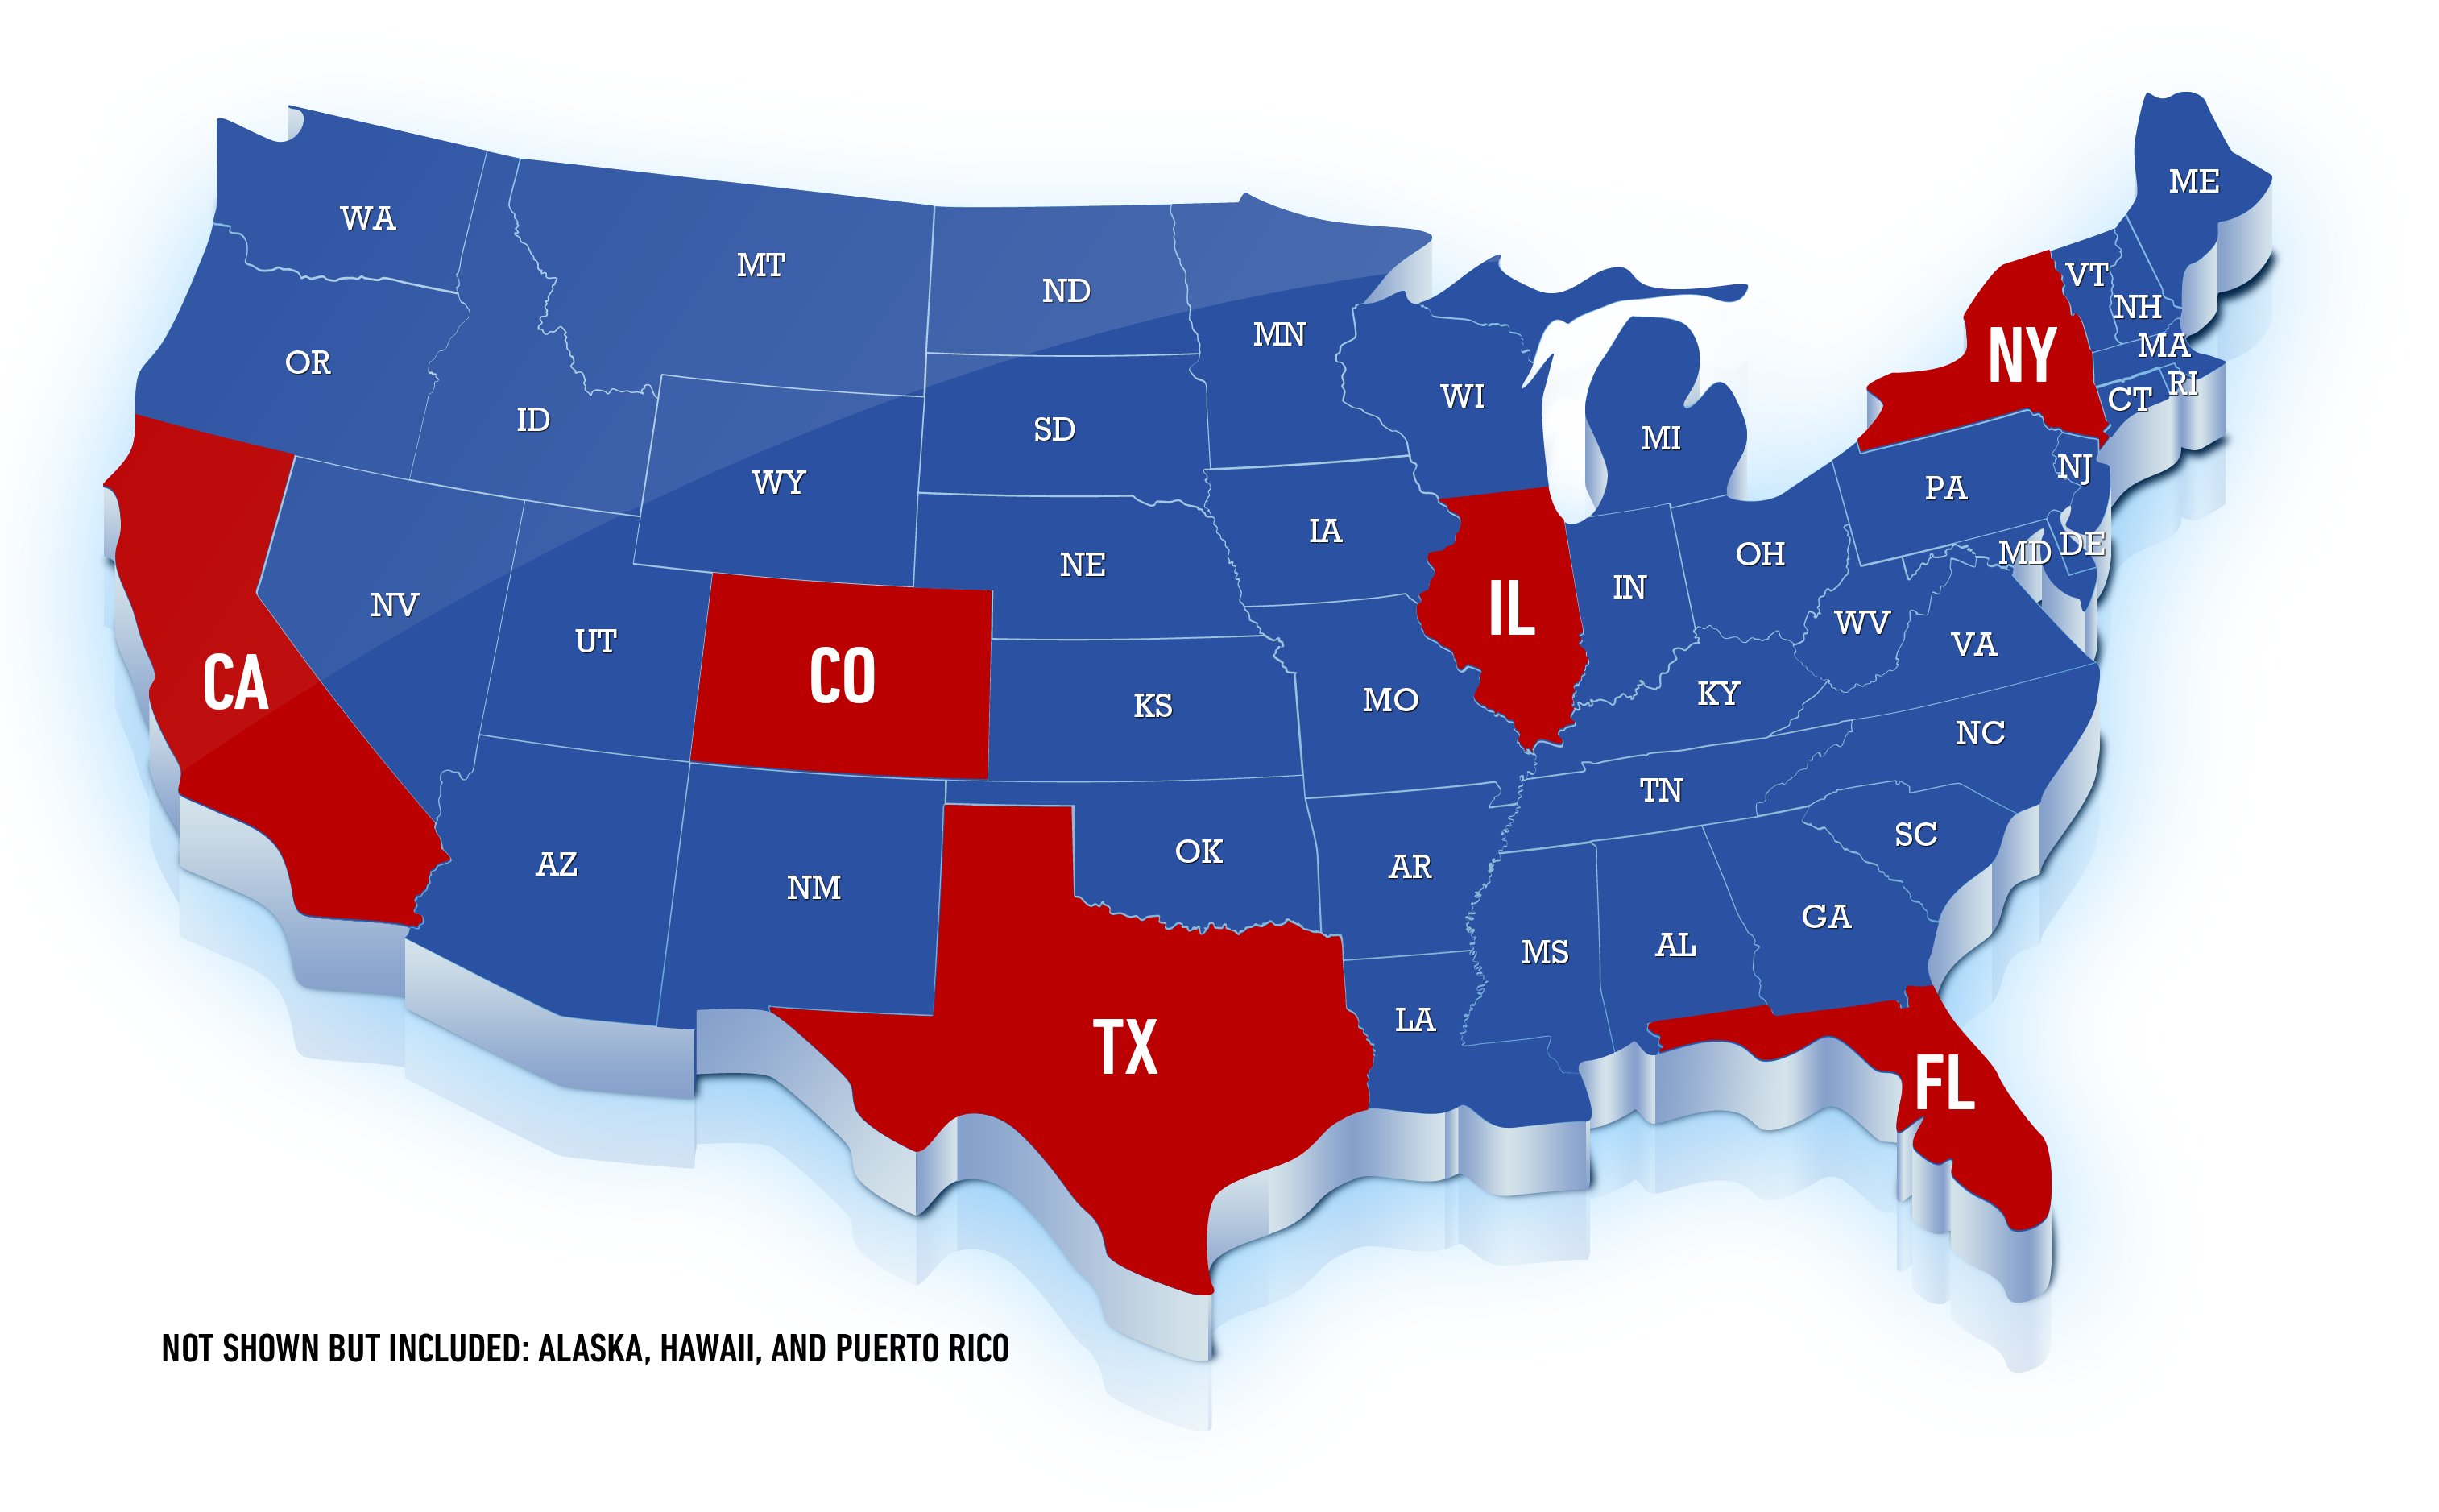 ME
WA
MT
VT
ND
NH
MN
MA
NY
OR
RI
WI
CT
ID
SD
MI
NJ
WY
PA
IA
OH
MD
DE
NE
IN
IL
NV
WV
UT
VA
CA
CO
KY
MO
KS
NC
TN
SC
OK
AZ
AR
NM
GA
AL
MS
LA
TX
FL
NOT SHOWN BUT INCLUDED: ALASKA, HAWAII, AND PUERTO RICO